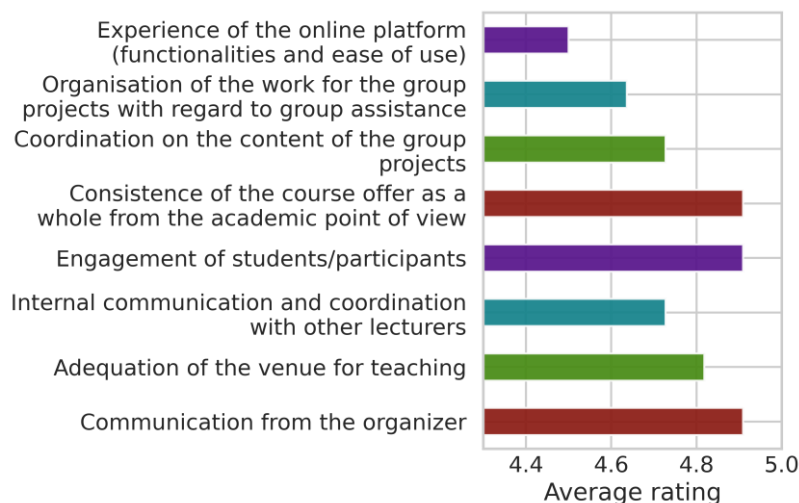 Experience of the online platform
(functionalities and ease of use)
Organisation of the work for the group
projects with regard to group assistance
Coordination on the content of the group
projects
Consistence of the course offer as a
whole from the academic point of view
Engagement of students/participants
Internal communication and coordination
with other lecturers
Adequation of the venue for teaching
Communication from the organizer
4.4 4.6 4.8 5.0
Average rating